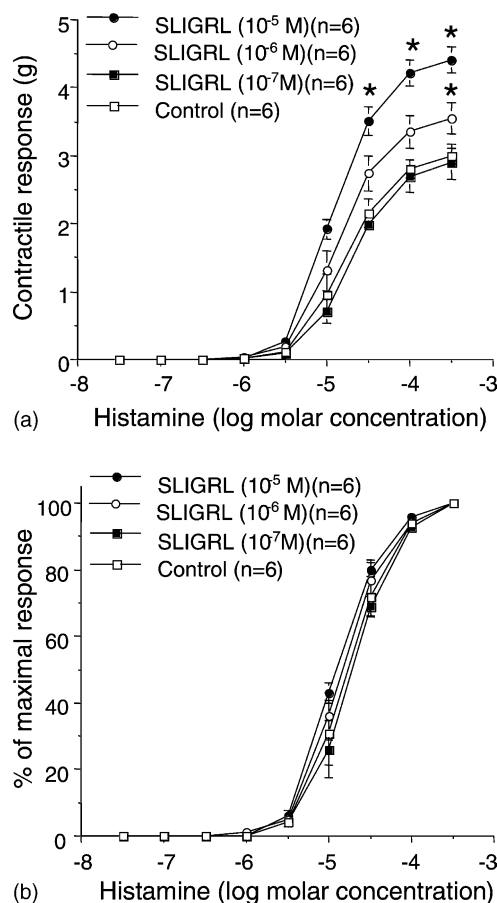 SLIGRL (10⁻⁵ M)(n=6)
SLIGRL (10⁻⁶ M)(n=6)
SLIGRL (10⁻⁷M)(n=6)
Control (n=6)
* * * *
Contractile response (g)
5
4
3
2
1
0
-8 -7 -6 -5 -4 -3
(a) Histamine (log molar concentration)
SLIGRL (10⁻⁵ M)(n=6)
SLIGRL (10⁻⁶ M)(n=6)
SLIGRL (10⁻⁷M)(n=6)
Control (n=6)
% of maximal response
100
80
60
40
20
0
-8 -7 -6 -5 -4 -3
(b) Histamine (log molar concentration)